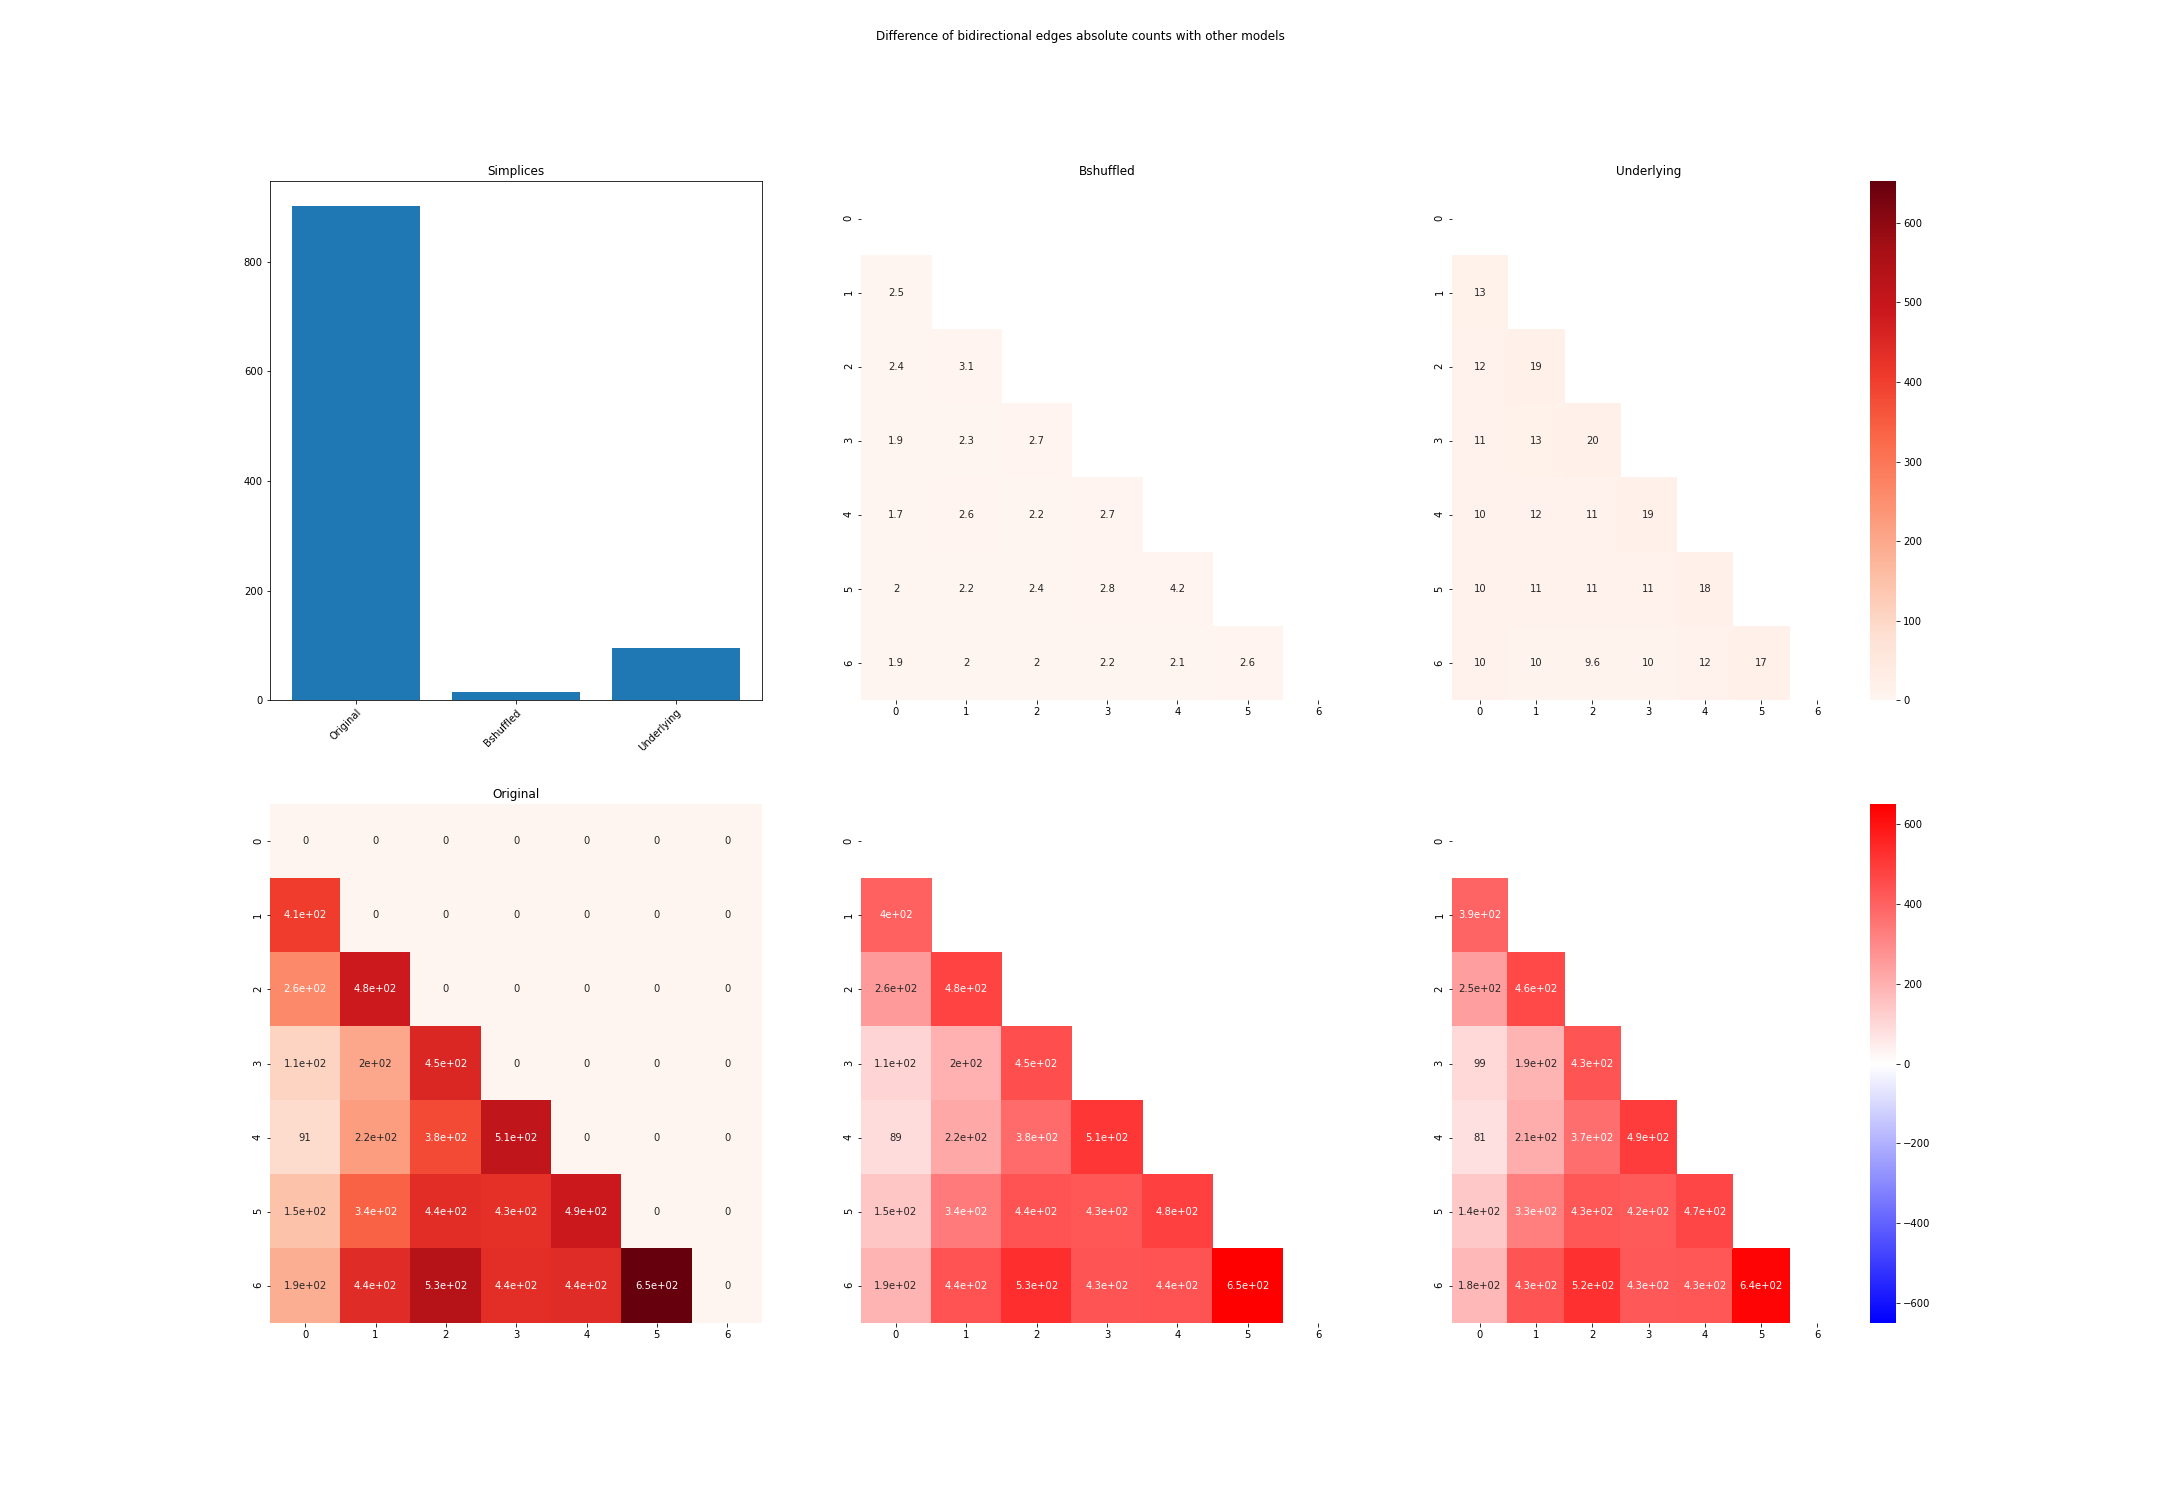 Difference of bidirectional edges absolute counts with other models
Simplices
800
600
400
200
0
Original
Bshuffled
Underlying
Bshuffled
0
1 2.5
2 2.4 3.1
3 1.9 2.3 2.7
4 1.7 2.6 2.2 2.7
5 2 2.2 2.4 2.8 4.2
6 1.9 2 2 2.2 2.1 2.6
0 1 2 3 4 5 6
Underlying
0
1 13
2 12 19
3 11 13 20
4 10 12 11 19
5 10 11 11 11 18
6 10 10 9.6 10 12 17
0 1 2 3 4 5 6
600
500
400
300
200
100
0
Original
0 0 0 0 0 0 0 0
1 4.1e+02 0 0 0 0 0 0
2 2.6e+02 4.8e+02 0 0 0 0 0
3 1.1e+02 2e+02 4.5e+02 0 0 0 0
4 91 2.2e+02 3.8e+02 5.1e+02 0 0 0
5 1.5e+02 3.4e+02 4.4e+02 4.3e+02 4.9e+02 0 0
6 1.9e+02 4.4e+02 5.3e+02 4.4e+02 4.4e+02 6.5e+02 0
0 1 2 3 4 5 6
0
1 4e+02
2 2.6e+02 4.8e+02
3 1.1e+02 2e+02 4.5e+02
4 89 2.2e+02 3.8e+02 5.1e+02
5 1.5e+02 3.4e+02 4.4e+02 4.3e+02 4.8e+02
6 1.9e+02 4.4e+02 5.3e+02 4.3e+02 4.4e+02 6.5e+02
0 1 2 3 4 5 6
0
1 3.9e+02
2 2.5e+02 4.6e+02
3 99 1.9e+02 4.3e+02
4 81 2.1e+02 3.7e+02 4.9e+02
5 1.4e+02 3.3e+02 4.3e+02 4.2e+02 4.7e+02
6 1.8e+02 4.3e+02 5.2e+02 4.3e+02 4.3e+02 6.4e+02
0 1 2 3 4 5 6
600
400
200
0
−200
−400
−600